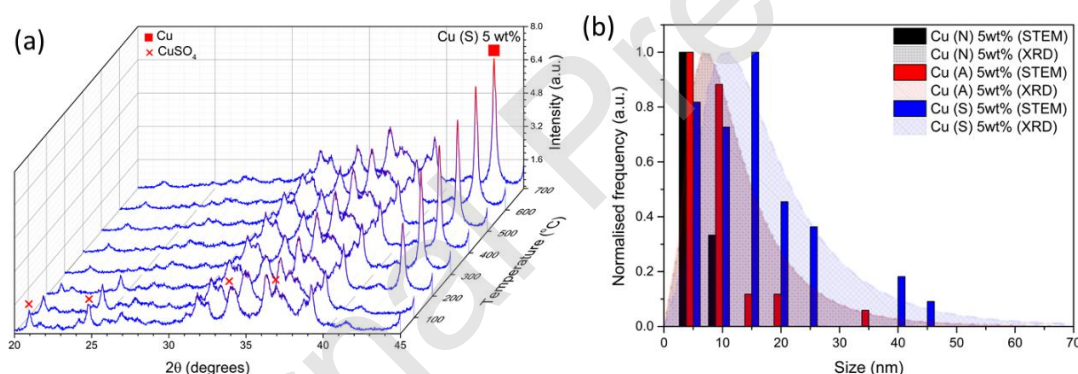 (a)
Cu
CuSO4
Cu (S) 5 wt%
8.0
6.4
4.8
3.2
1.6
Intensity (a.u.)
700
600
500
400
300
200
100
Temperature (°C)
20
25
30
35
40
45
2θ (degrees)
(b)
Cu (N) 5wt% (STEM)
Cu (N) 5wt% (XRD)
Cu (A) 5wt% (STEM)
Cu (A) 5wt% (XRD)
Cu (S) 5wt% (STEM)
Cu (S) 5wt% (XRD)
1.0
0.8
0.6
0.4
0.2
0.0
Normalised frequency (a.u.)
0
10
20
30
40
50
60
70
Size (nm)
nal Pre